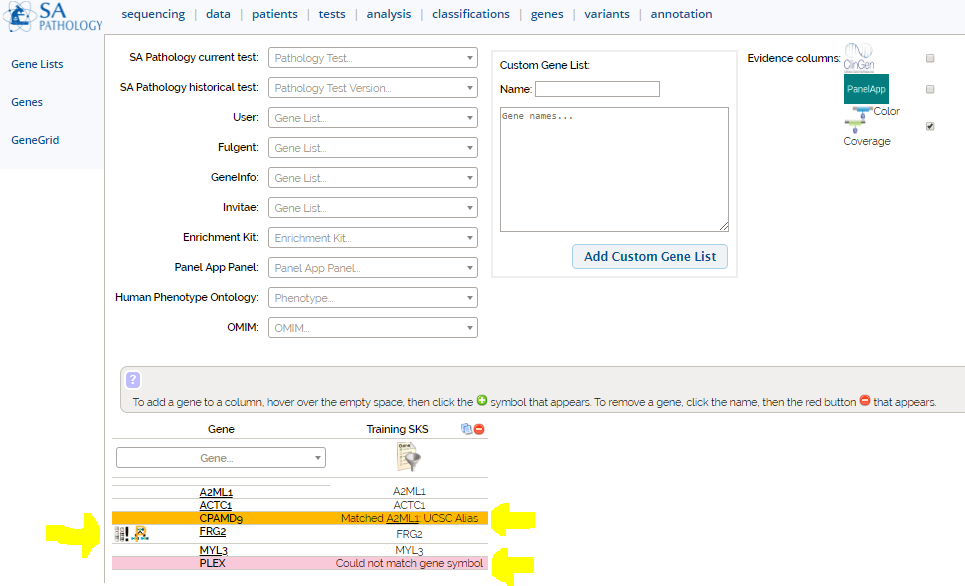 SA
PATHOLOGY
sequencing | data | patients | tests | analysis | classifications | genes | variants | annotation
Gene Lists
Genes
GeneGrid
SA Pathology current test: Pathology Test...
SA Pathology historical test: Pathology Test Version...
User: Gene List...
Fulgent: Gene List...
GeneInfo: Gene List...
Invitae: Gene List...
Enrichment Kit: Enrichment Kit...
Panel App Panel: Panel App Panel...
Human Phenotype Ontology: Phenotype...
OMIM: OMIM...
Custom Gene List:
Name:
Gene names...
Add Custom Gene List
Evidence columns:
ClinGen
PanelApp
Color
Coverage
?
To add a gene to a column, hover over the empty space, then click the symbol that appears. To remove a gene, click the name, then the red button that appears.
Gene Training SKS
Gene...
A2ML1 A2ML1
ACTC1 ACTC1
CPAMD9 Matched A2ML1: UCSC Alias
FRG2 FRG2
MYL3 MYL3
PLEX Could not match gene symbol